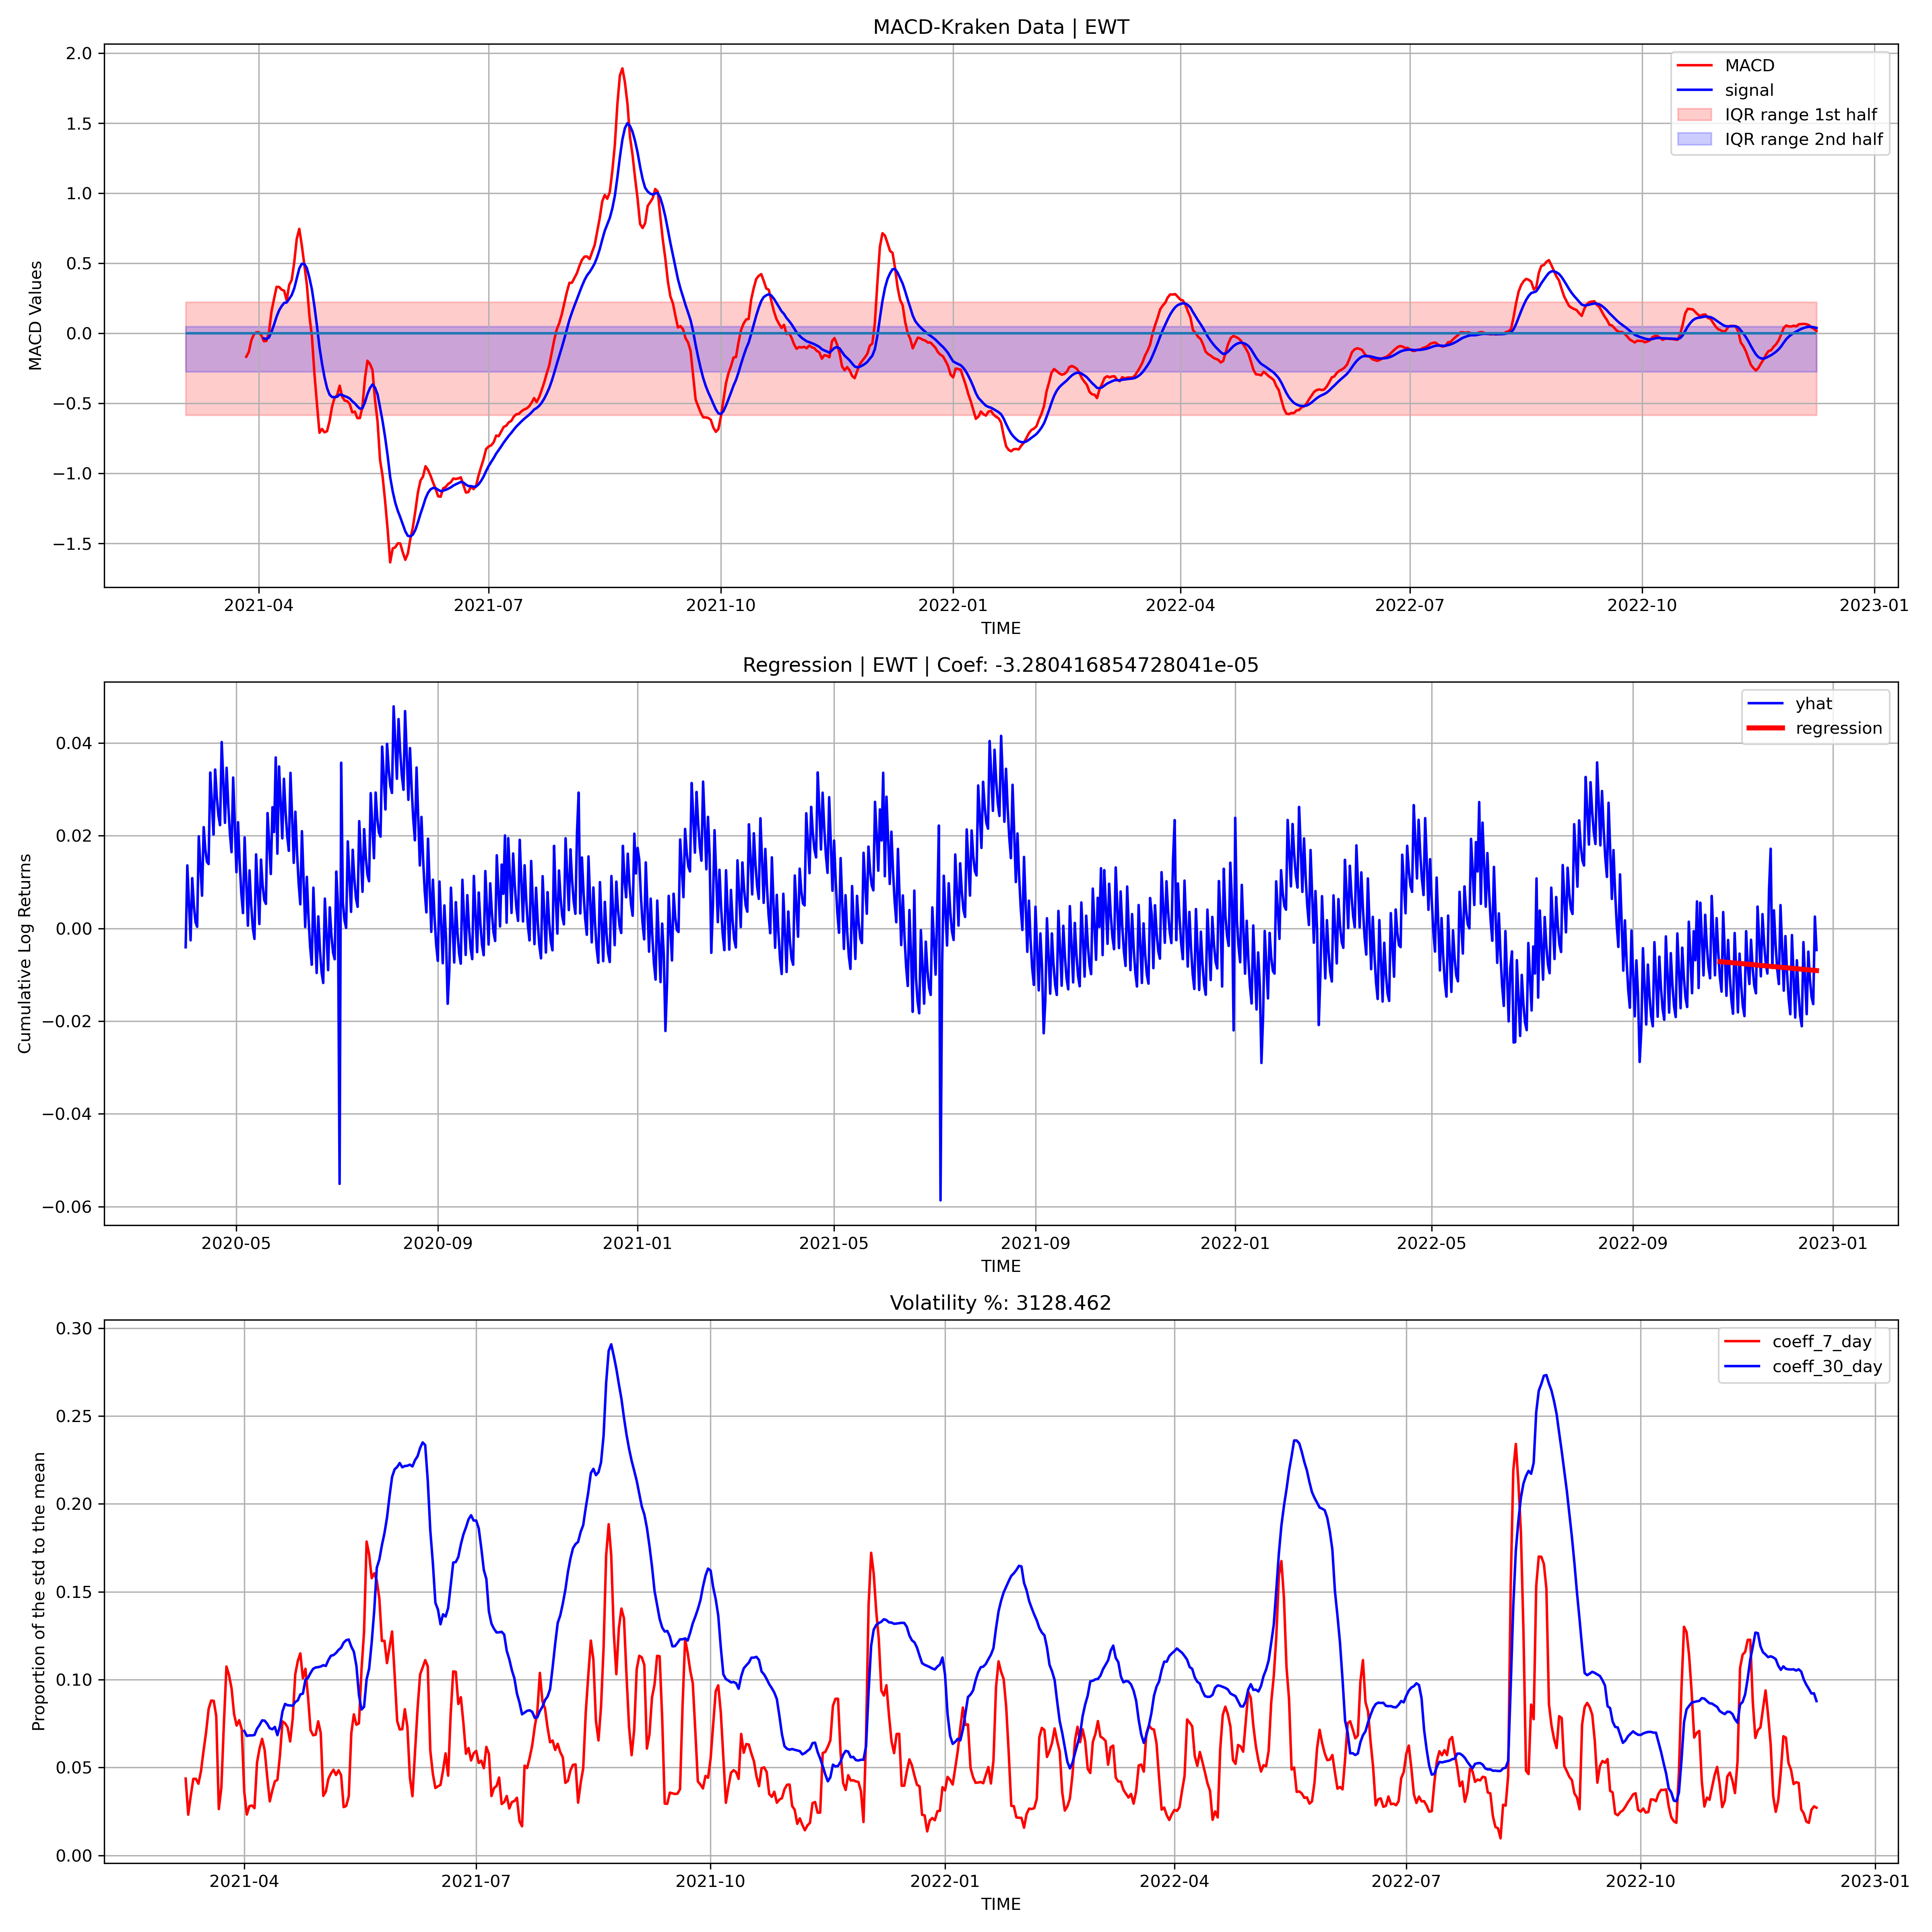 MACD-Kraken Data | EWT
MACD Values
2.0
1.5
1.0
0.5
0.0
−0.5
−1.0
−1.5
MACD
signal
IQR range 1st half
IQR range 2nd half
2021-04
2021-07
2021-10
2022-01
2022-04
2022-07
2022-10
2023-01
TIME
Regression | EWT | Coef: -3.280416854728041e-05
Cumulative Log Returns
0.04
0.02
0.00
−0.02
−0.04
−0.06
yhat
regression
2020-05
2020-09
2021-01
2021-05
2021-09
2022-01
2022-05
2022-09
2023-01
TIME
Volatility %: 3128.462
Proportion of the std to the mean
0.30
0.25
0.20
0.15
0.10
0.05
0.00
coeff_7_day
coeff_30_day
2021-04
2021-07
2021-10
2022-01
2022-04
2022-07
2022-10
2023-01
TIME